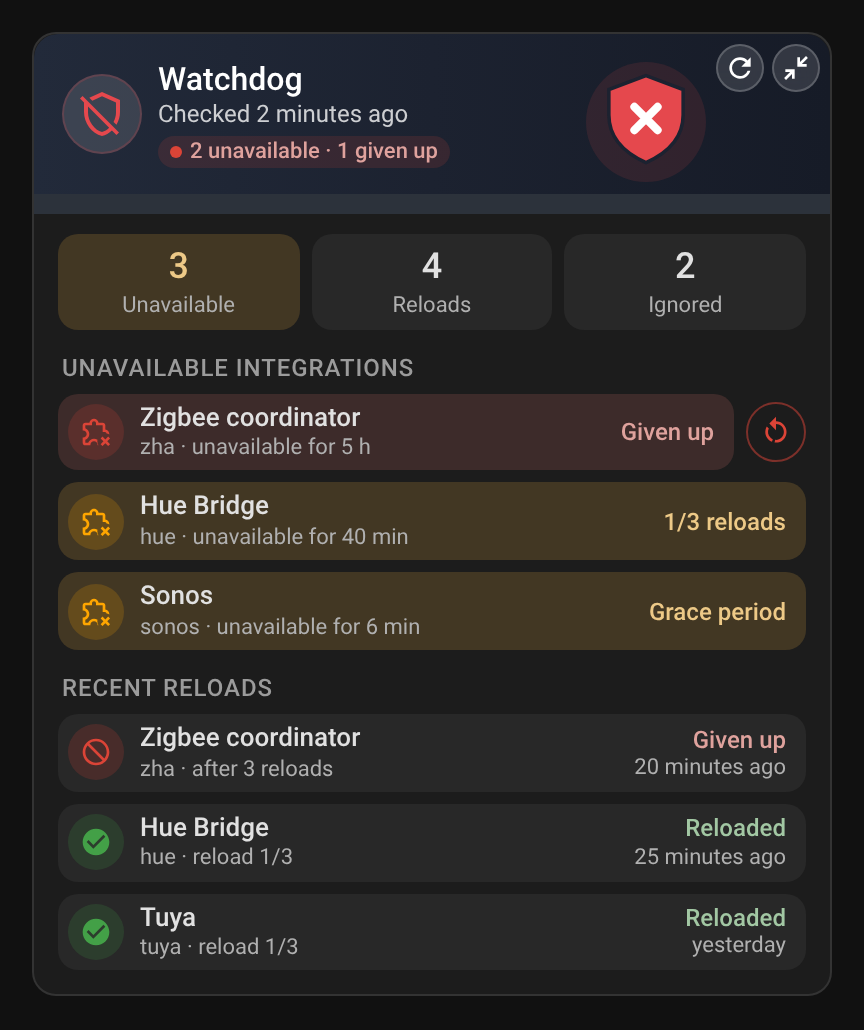 Watchdog
Checked 2 minutes ago
2 unavailable · 1 given up
3
Unavailable
4
Reloads
2
Ignored
UNAVAILABLE INTEGRATIONS
Zigbee coordinator
zha · unavailable for 5 h
Given up
Hue Bridge
hue · unavailable for 40 min
1/3 reloads
Sonos
sonos · unavailable for 6 min
Grace period
RECENT RELOADS
Zigbee coordinator
zha · after 3 reloads
Given up
20 minutes ago
Hue Bridge
hue · reload 1/3
Reloaded
25 minutes ago
Tuya
tuya · reload 1/3
Reloaded
yesterday